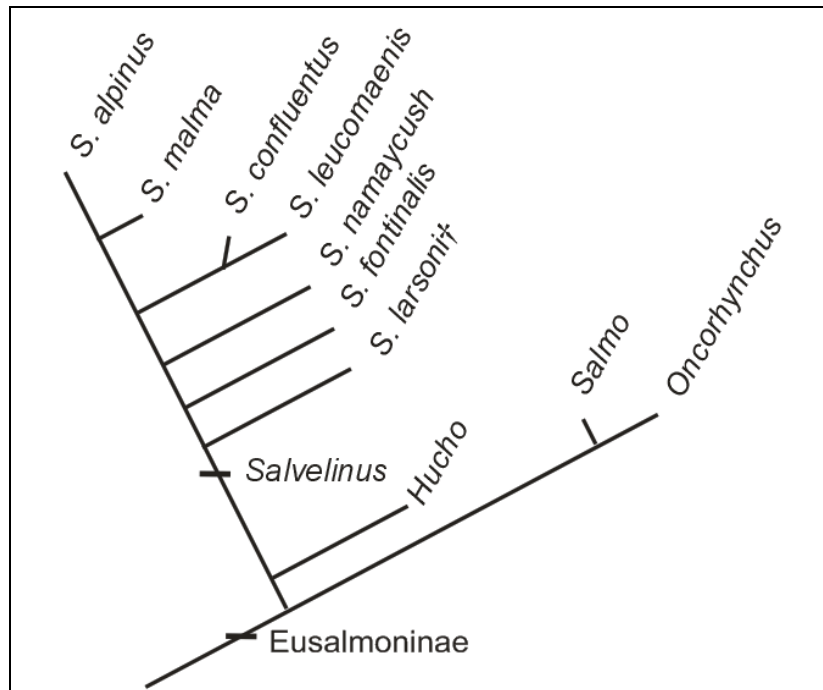 S. alpinus
S. malma
S. confluentus
S. leucomaenis
S. namaycush
S. fontinalis
S. larsoni†
Salmo
Oncorhynchus
Hucho
Salvelinus
Eusalmoninae